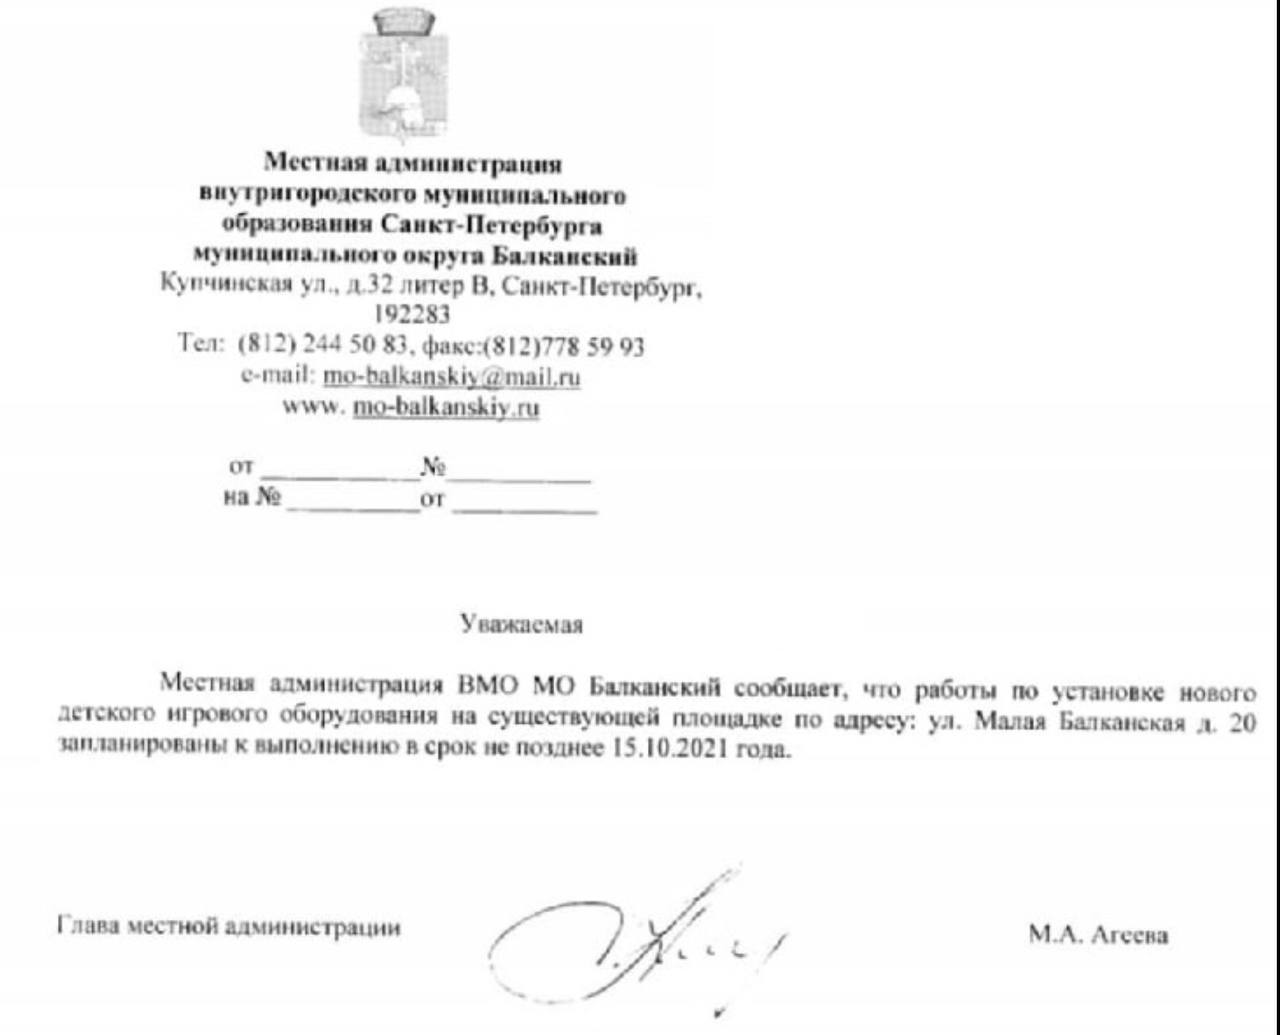 Местная администрация
внутригородского муниципального
образования Санкт-Петербурга
муниципального округа Балканский
Купчинская ул., д.32 литер В, Санкт-Петербург,
192283
Тел: (812) 244 50 83, факс:(812)778 59 93
e-mail: mo-balkanskiy@mail.ru
www. mo-balkanskiy.ru
от ____________№___________
на № __________от ___________
Уважаемая
Местная администрация ВМО МО Балканский сообщает, что работы по установке нового
детского игрового оборудования на существующей площадке по адресу: ул. Малая Балканская д. 20
запланированы к выполнению в срок не позднее 15.10.2021 года.
Глава местной администрации
М.А. Агеева